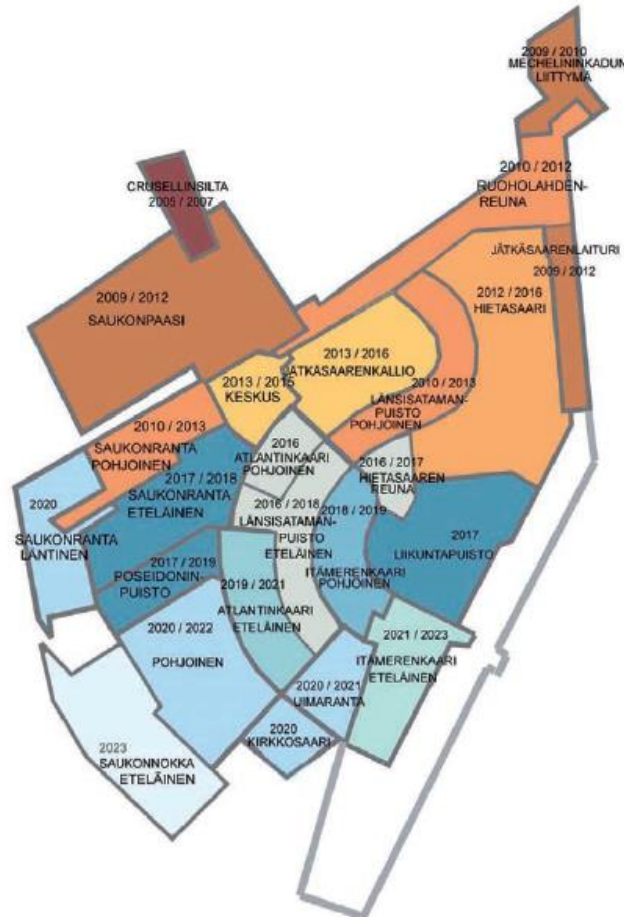 2009 / 2010
MECHELININKADUN
LIITTYMÄ
2010 / 2012
RUOHOLAHDEN-
REUNA
CRUSELLINSILTA
2005 / 2007
JÄTKÄSAARENLAITURI
2009 / 2012
2009 / 2012
SAUKONPAASI
2012 / 2016
HIETASAARI
2013 / 2016
JÄTKÄSAARENKALLIO
2013 / 2015
KESKUS
2010 / 2013
LÄNSISATAMAN-
PUISTO
POHJOINEN
2010 / 2013
SAUKONRANTA
POHJOINEN
2016
ATLANTINKAARI
POHJOINEN
2016 / 2017
HIETASAAREN
REUNA
2017 / 2018
SAUKONRANTA
ETELÄINEN
2020
SAUKONRANTA
LÄNTINEN
2016 / 2018
LÄNSISATAMAN-
PUISTO
ETELÄINEN
2018 / 2019
ITÄMERENKAARI
POHJOINEN
2017
LIIKUNTAPUISTO
2017 / 2019
POSEIDONIN-
PUISTO
2019 / 2021
ATLANTINKAARI
ETELÄINEN
2020 / 2022
POHJOINEN
2021 / 2023
ITÄMERENKAARI
ETELÄINEN
2020 / 2021
UIMARANTA
2020
KIRKKOSAARI
2023
SAUKONNOKKA
ETELÄINEN